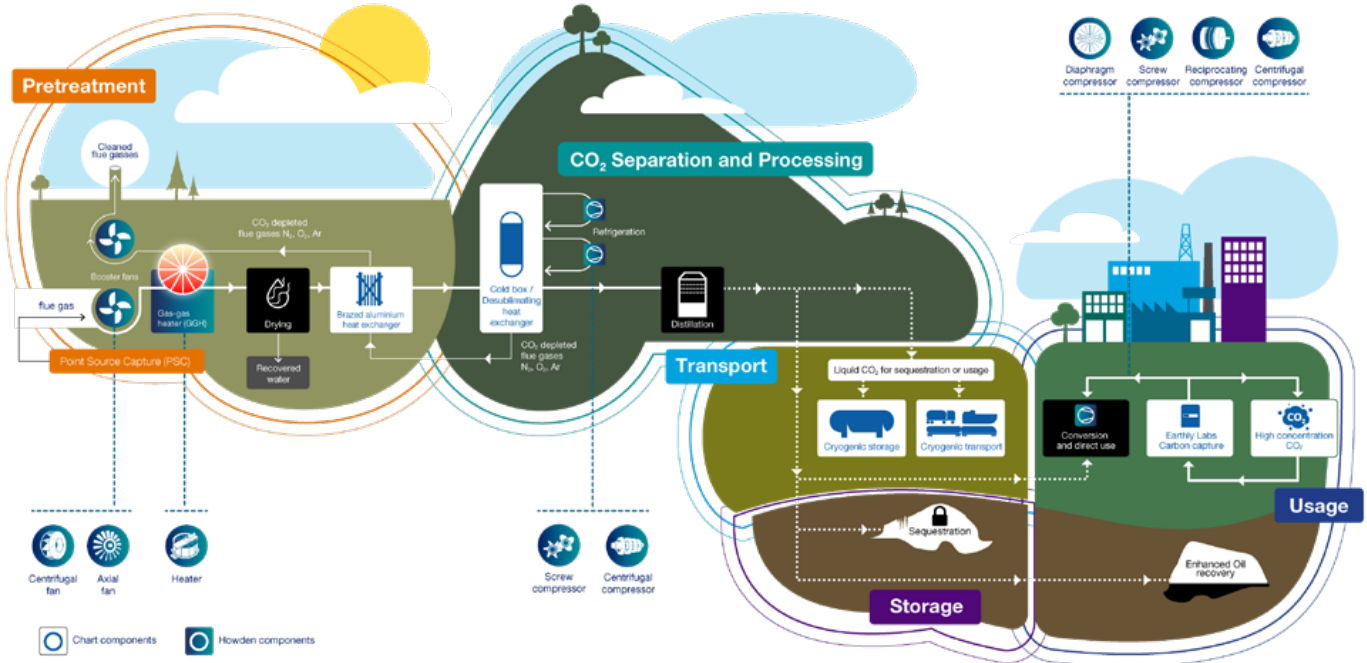 Pretreatment
Cleaned
flue gasses
CO₂ depleted
flue gases N₂, O₂, Ar
Booster fans
flue gas
Gas-gas
heater (GGH)
Drying
Brazed aluminium
heat exchanger
Point Source Capture (PSC)
Recovered
water
CO₂ Separation and Processing
Refrigeration
Cold box /
Desublimating
heat
exchanger
Distillation
CO₂ depleted
flue gases
N₂, O₂, Ar
Diaphragm
compressor
Screw
compressor
Reciprocating
compressor
Centrifugal
compressor
Transport
Liquid CO₂ for sequestration or usage
Cryogenic storage
Cryogenic transport
Conversion
and direct use
Earthly Labs
Carbon capture
CO₂
High concentration
CO₂
Usage
Sequestration
Enhanced Oil
recovery
Storage
Centrifugal
fan
Axial
fan
Heater
Screw
compressor
Centrifugal
compressor
Chart components
Howden components